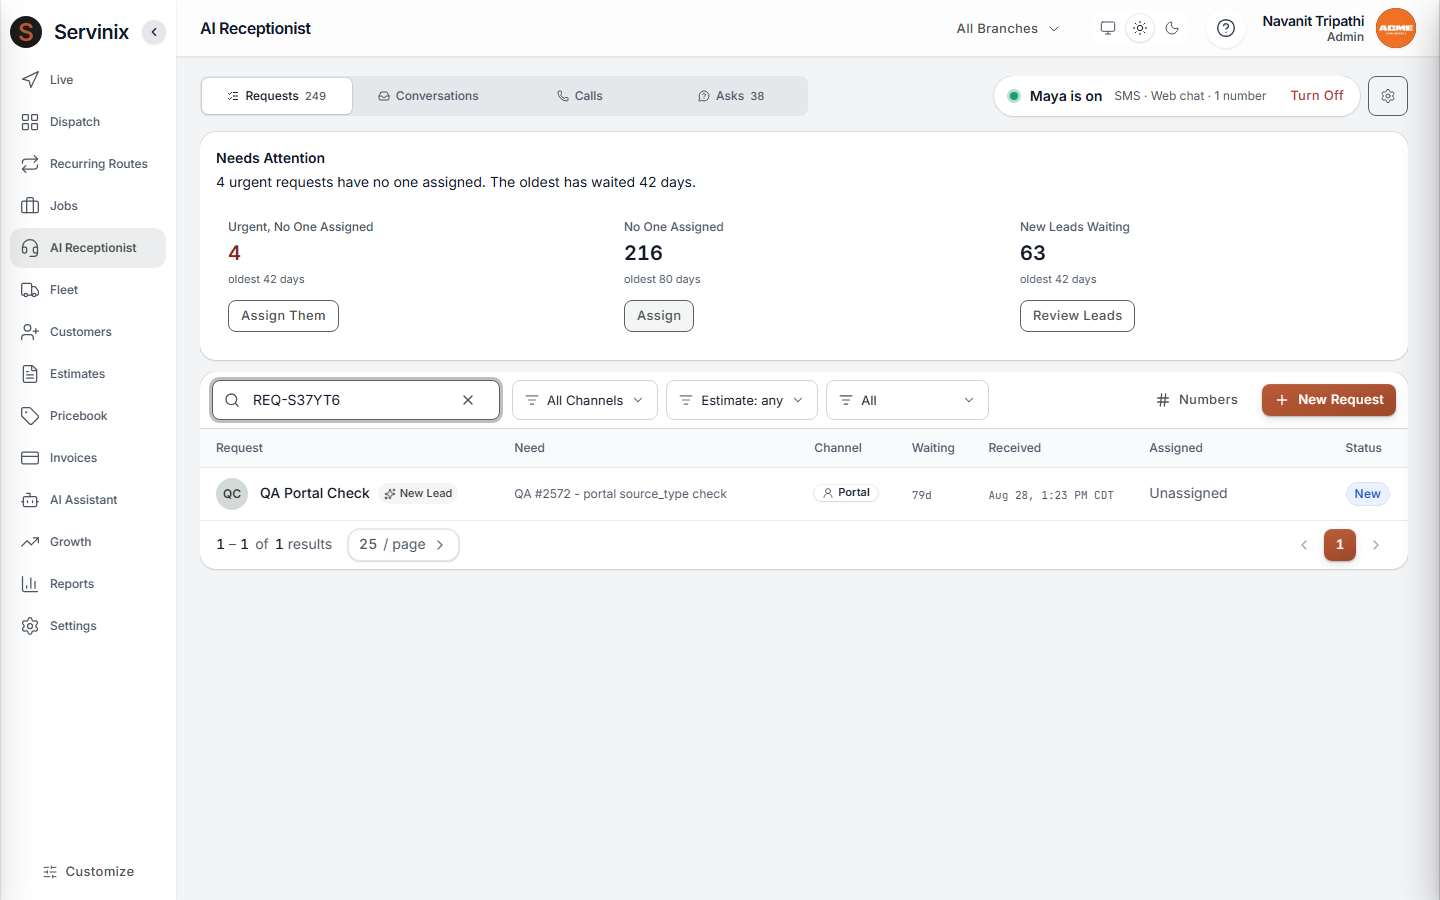 Servinix
Live
Dispatch
Recurring Routes
Jobs
AI Receptionist
Fleet
Customers
Estimates
Pricebook
Invoices
AI Assistant
Growth
Reports
Settings
Customize
AI Receptionist
All Branches
Navanit Tripathi
Admin
ACME
Requests 249
Conversations
Calls
Asks 38
Maya is on SMS · Web chat · 1 number Turn Off
Needs Attention
4 urgent requests have no one assigned. The oldest has waited 42 days.
Urgent, No One Assigned
4
oldest 42 days
Assign Them
No One Assigned
216
oldest 80 days
Assign
New Leads Waiting
63
oldest 42 days
Review Leads
REQ-S37YT6
All Channels
Estimate: any
All
# Numbers
+ New Request
Request Need Channel Waiting Received Assigned Status
QC QA Portal Check New Lead QA #2572 - portal source_type check Portal 79d Aug 28, 1:23 PM CDT Unassigned New
1 – 1 of 1 results 25 / page 1